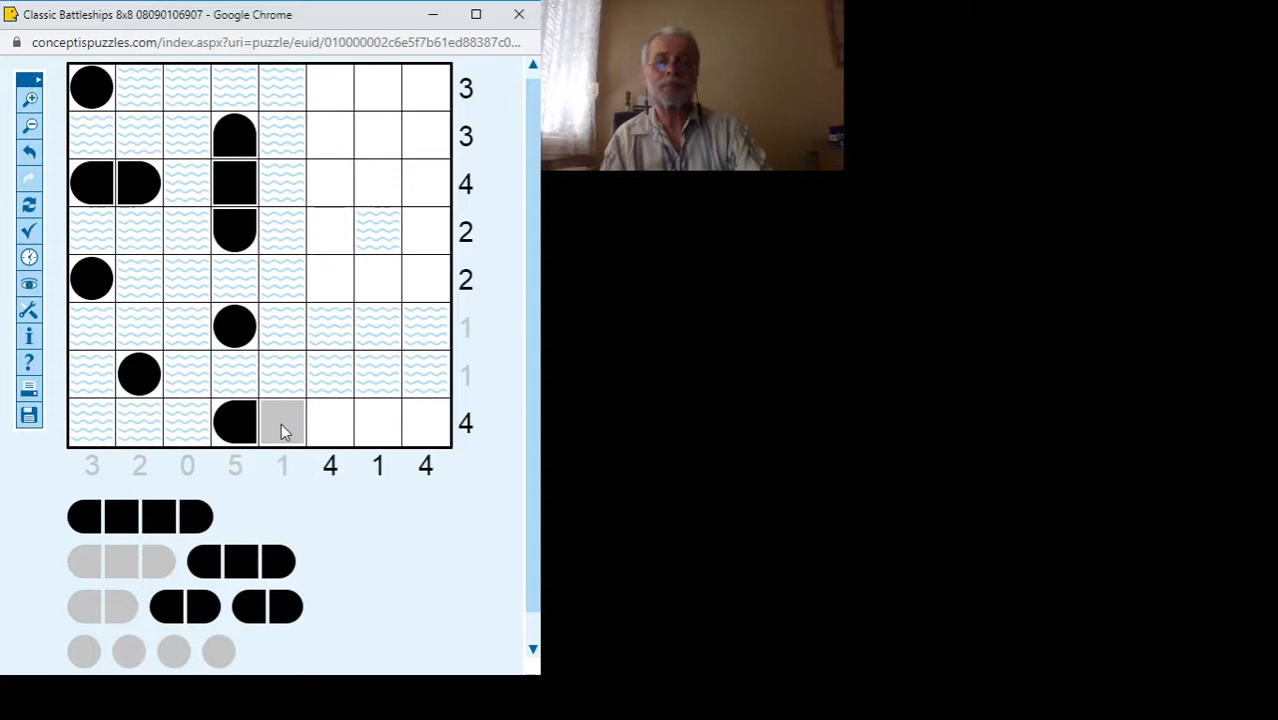 Classic Battleships 8x8 08090106907 - Google Chrome
conceptispuzzles.com/index.aspx?uri=puzzle/euid/010000002c6e5f7b61ed88387c0...
3
3
4
2
2
1
1
4
3 2 0 5 1 4 1 4